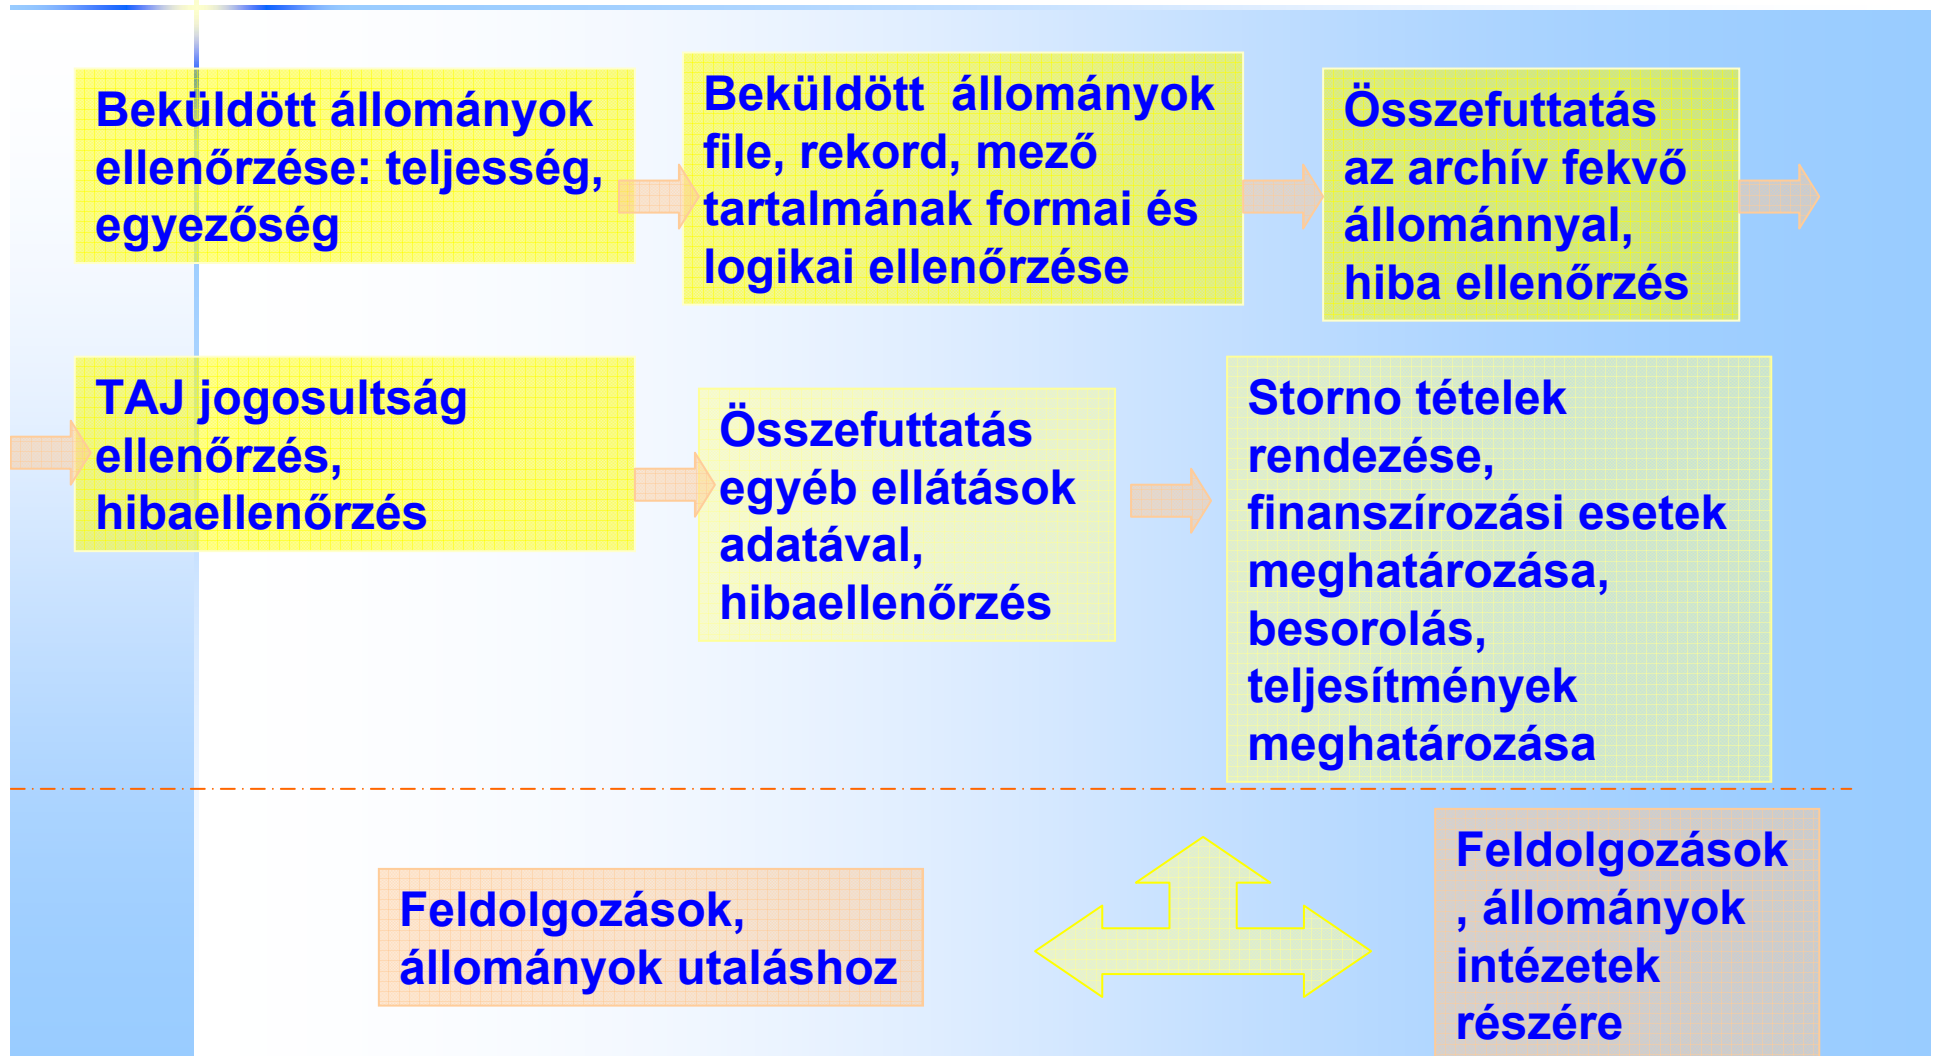 Beküldött állományok
ellenőrzése: teljesség,
egyezőség
Beküldött állományok
file, rekord, mező
tartalmának formai és
logikai ellenőrzése
Összefuttatás
az archív fekvő
állománnyal,
hiba ellenőrzés
TAJ jogosultság
ellenőrzés,
hibaellenőrzés
Összefuttatás
egyéb ellátások
adatával,
hibaellenőrzés
Storno tételek
rendezése,
finanszírozási esetek
meghatározása,
besorolás,
teljesítmények
meghatározása
Feldolgozások,
állományok utaláshoz
Feldolgozások
, állományok
intézetek
részére